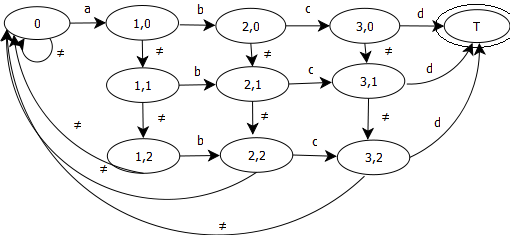 a b c d
0 1,0 2,0 3,0 T
≠ ≠ ≠ ≠
b c d
1,1 2,1 3,1
≠ ≠ ≠ ≠ d
b c
1,2 2,2 3,2
≠
≠